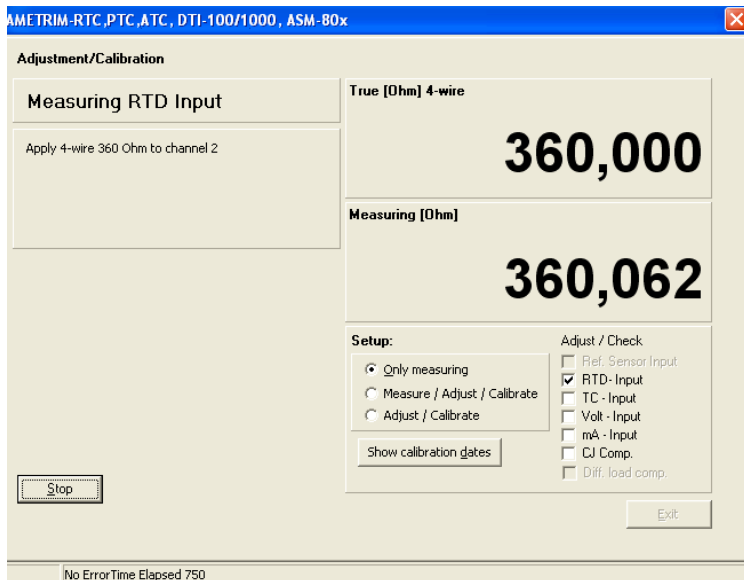 AMETRIM-RTC,PTC,ATC, DTI-100/1000, ASM-80x
Adjustment/Calibration
Measuring RTD Input
Apply 4-wire 360 Ohm to channel 2
True [Ohm] 4-wire
360,000
Measuring [Ohm]
360,062
Setup:
Only measuring
Measure / Adjust / Calibrate
Adjust / Calibrate
Show calibration dates
Adjust / Check
Ref. Sensor Input
RTD- Input
TC - Input
Volt - Input
mA - Input
CJ Comp.
Diff. load comp.
Stop
Exit
No ErrorTime Elapsed 750